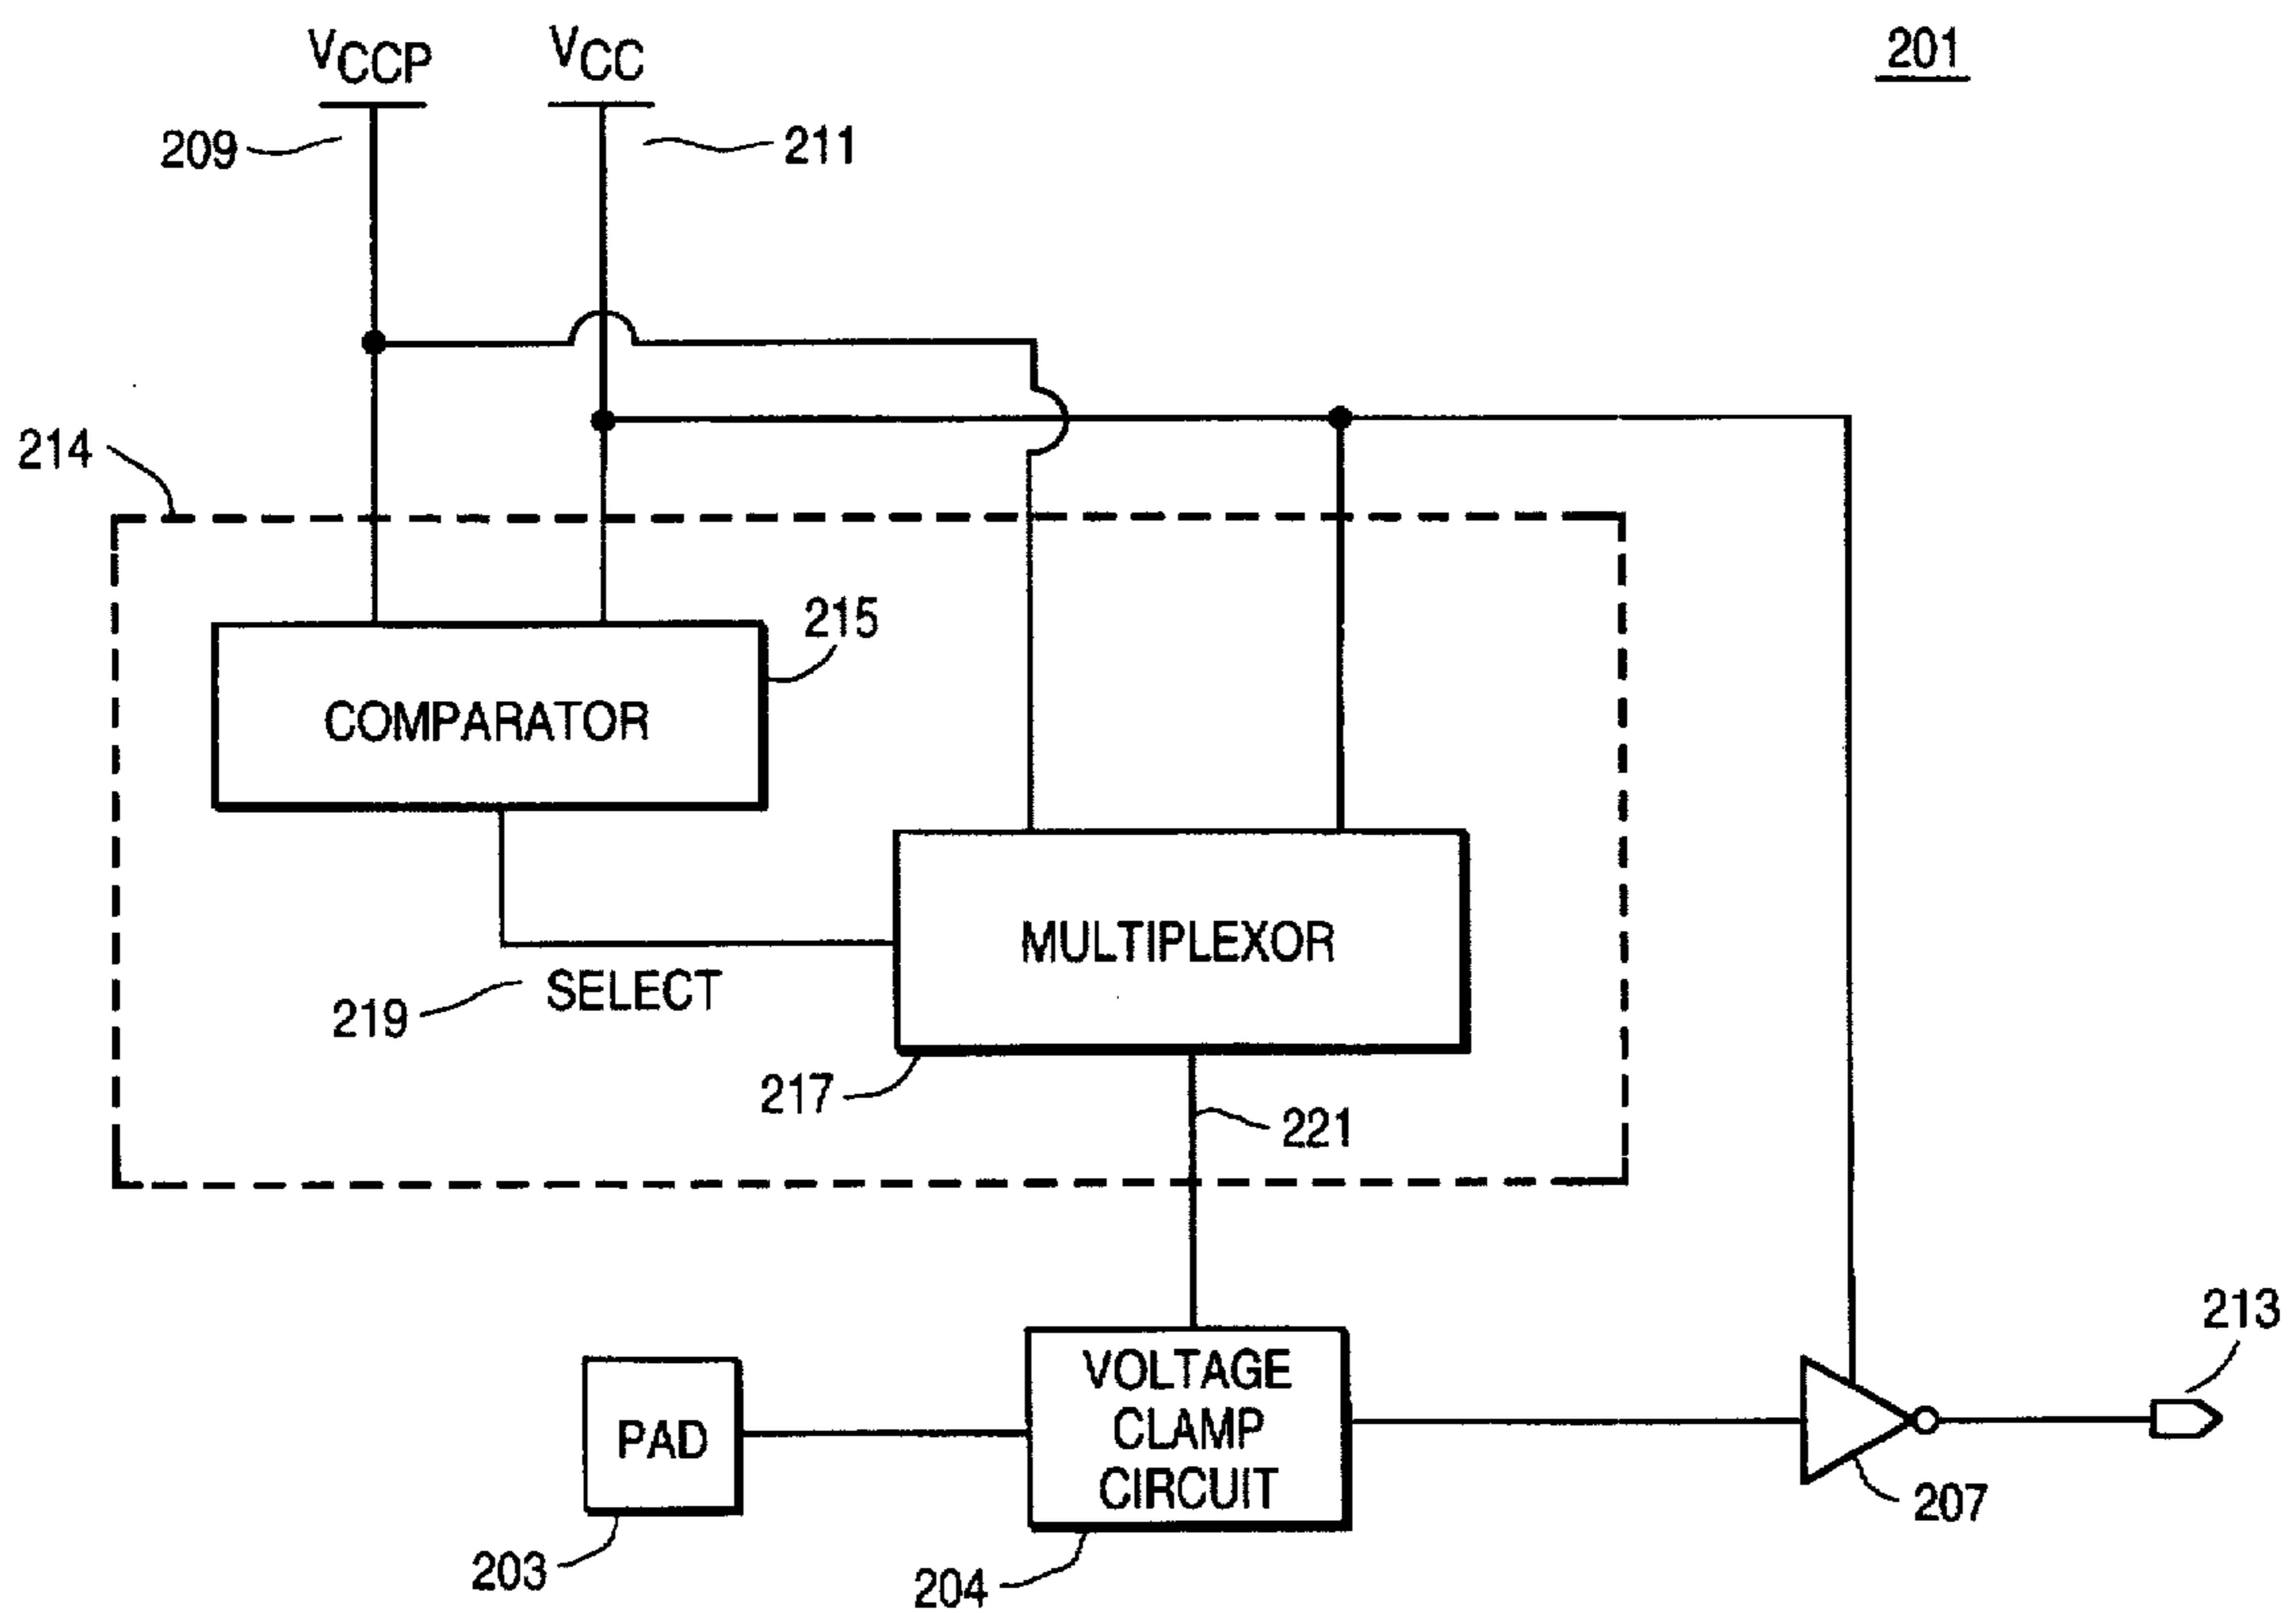 VCCP
VCC
201
209
211
214
215
COMPARATOR
MULTIPLEXOR
SELECT
219
217
221
213
VOLTAGE
CLAMP
CIRCUIT
PAD
207
203
204